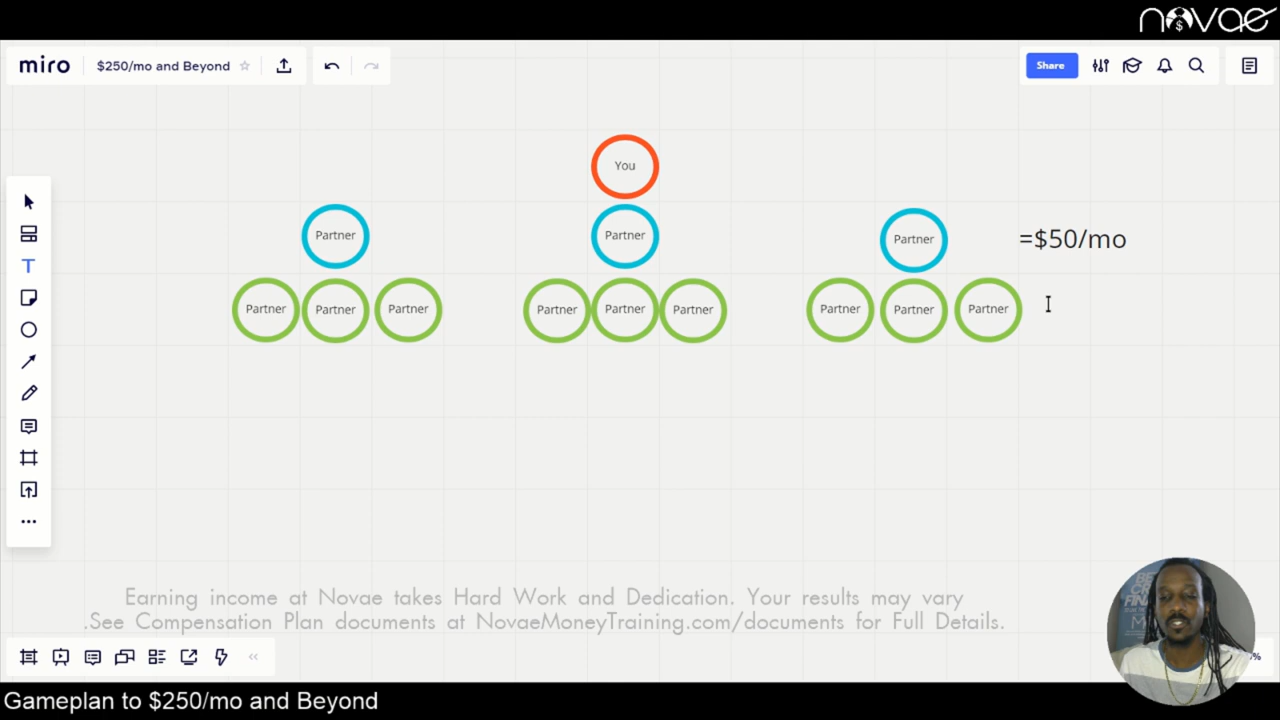 novae
miro
$250/mo and Beyond
Share
You
Partner
Partner
Partner
=$50/mo
Partner
Partner
Partner
Partner
Partner
Partner
Partner
Partner
Partner
Earning income at Novae takes Hard Work and Dedication. Your results may vary
.See Compensation Plan documents at NovaeMoneyTraining.com/documents for Full Details.
%
Gameplan to $250/mo and Beyond